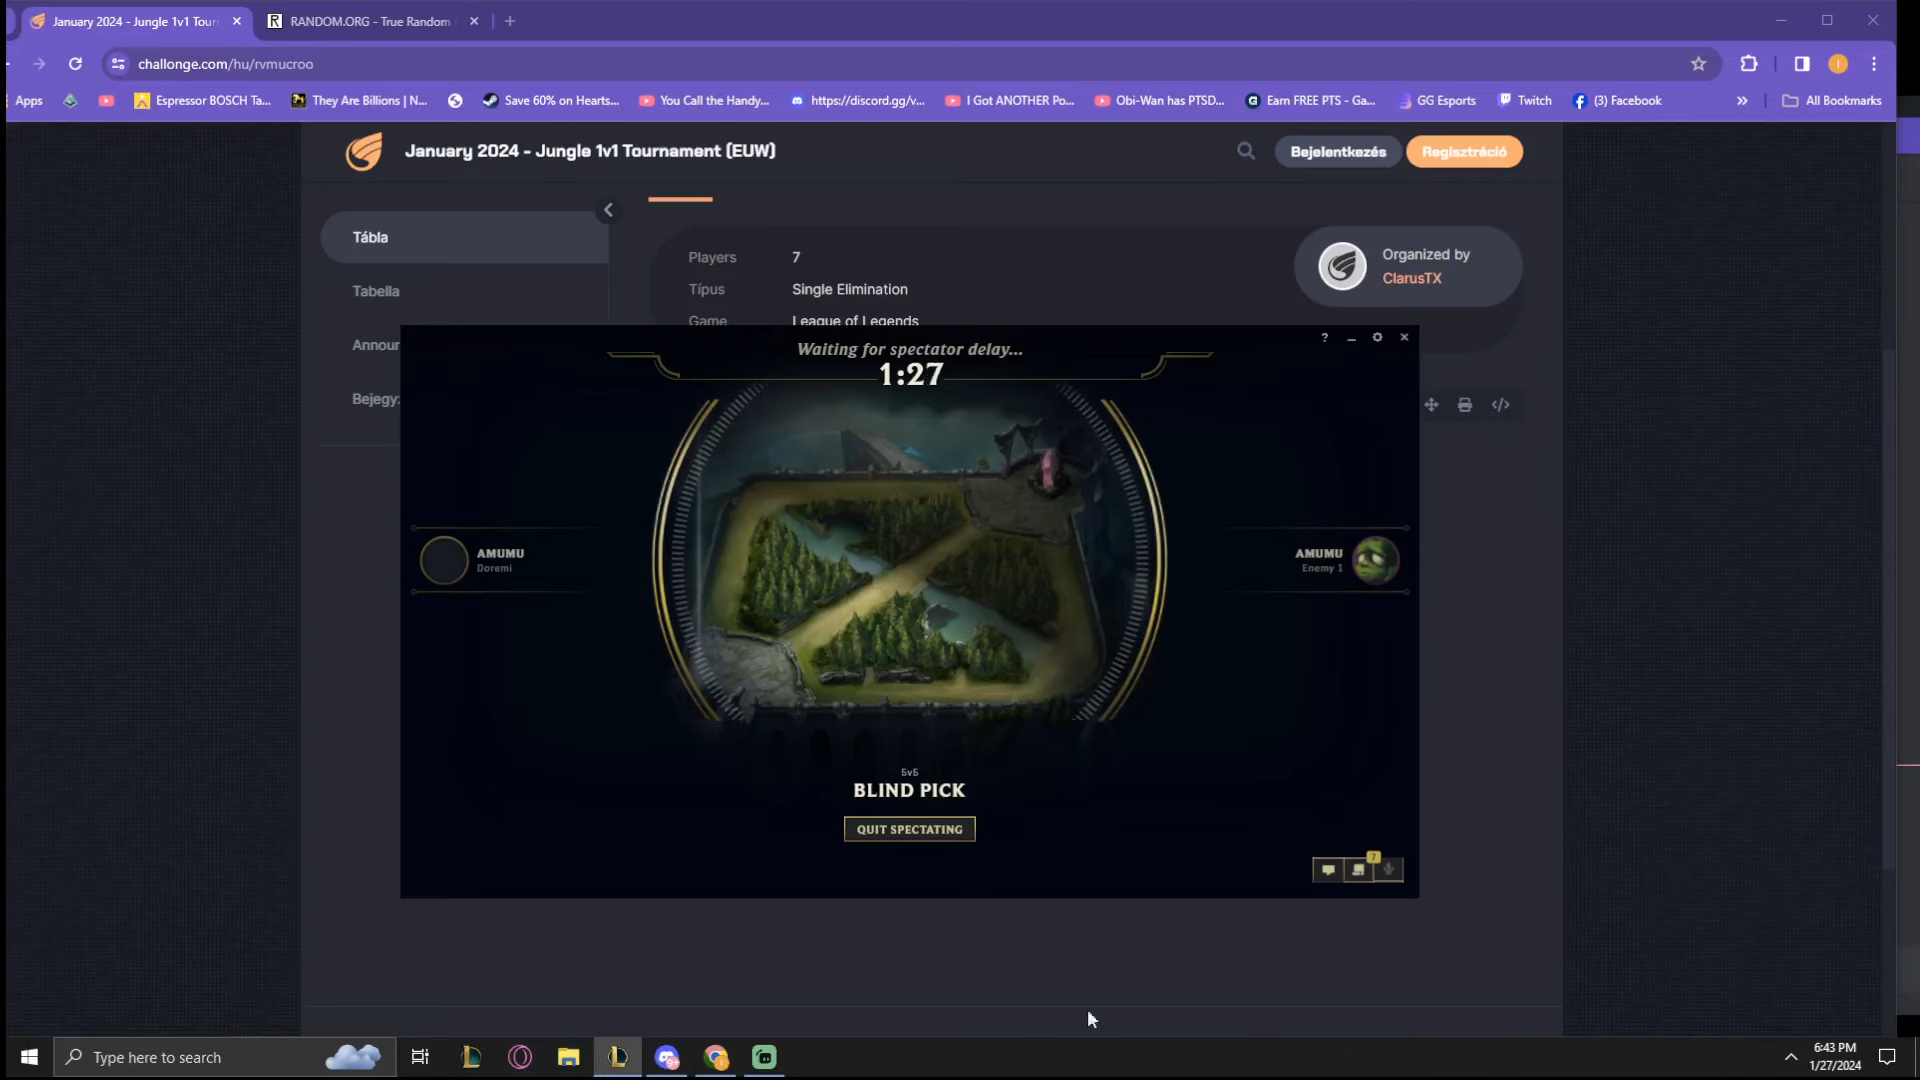 January 2024 - Jungle 1v1 Tour
RANDOM.ORG - True Random
challonge.com/hu/rvmucroo
Apps
Espressor BOSCH Ta...
They Are Billions | N...
Save 60% on Hearts...
You Call the Handy...
https://discord.gg/v...
I Got ANOTHER Po...
Obi-Wan has PTSD...
Earn FREE PTS - Ga...
GG Esports
Twitch
(3) Facebook
All Bookmarks
January 2024 - Jungle 1v1 Tournament (EUW)
Bejelentkezés
Regisztráció
Tábla
Tabella
Annour
Bejegy
Players 7
Típus Single Elimination
Game League of Legends
Organized by
ClarusTX
Waiting for spectator delay...
1:27
AMUMU
Doremi
AMUMU
Enemy 1
5v5
BLIND PICK
QUIT SPECTATING
7
Type here to search
9+
6:43 PM
1/27/2024